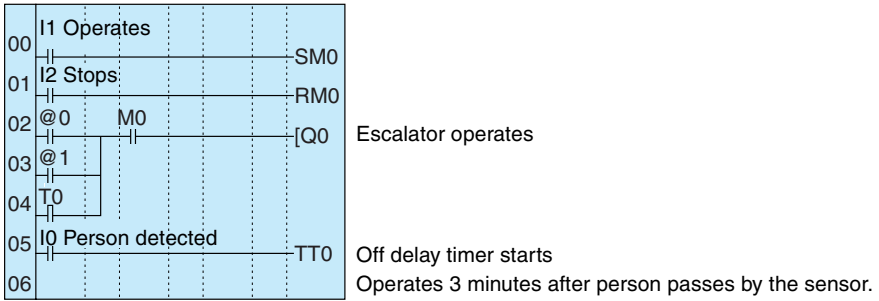 I1 Operates
00 SM0
I2 Stops
01 RM0
@0 M0
02 [Q0 Escalator operates
@1
03
T0
04
I0 Person detected
05 TT0 Off delay timer starts
06 Operates 3 minutes after person passes by the sensor.